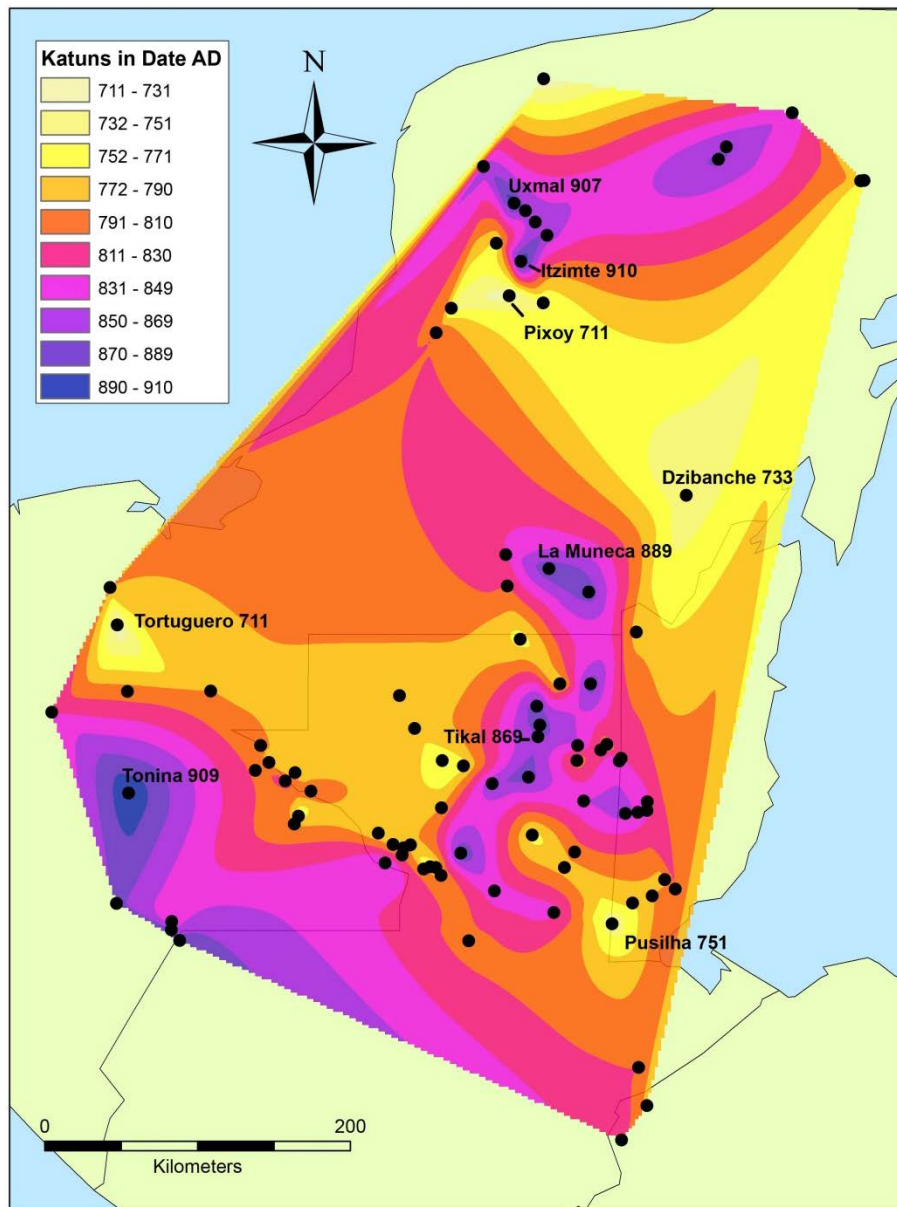 Katuns in Date AD
711 - 731
732 - 751
752 - 771
772 - 790
791 - 810
811 - 830
831 - 849
850 - 869
870 - 889
890 - 910
N
Uxmal 907
Itzimte 910
Pixoy 711
Dzibanche 733
La Muneca 889
Tortuguero 711
Tikal 869
Tonina 909
Pusilha 751
0 200
Kilometers